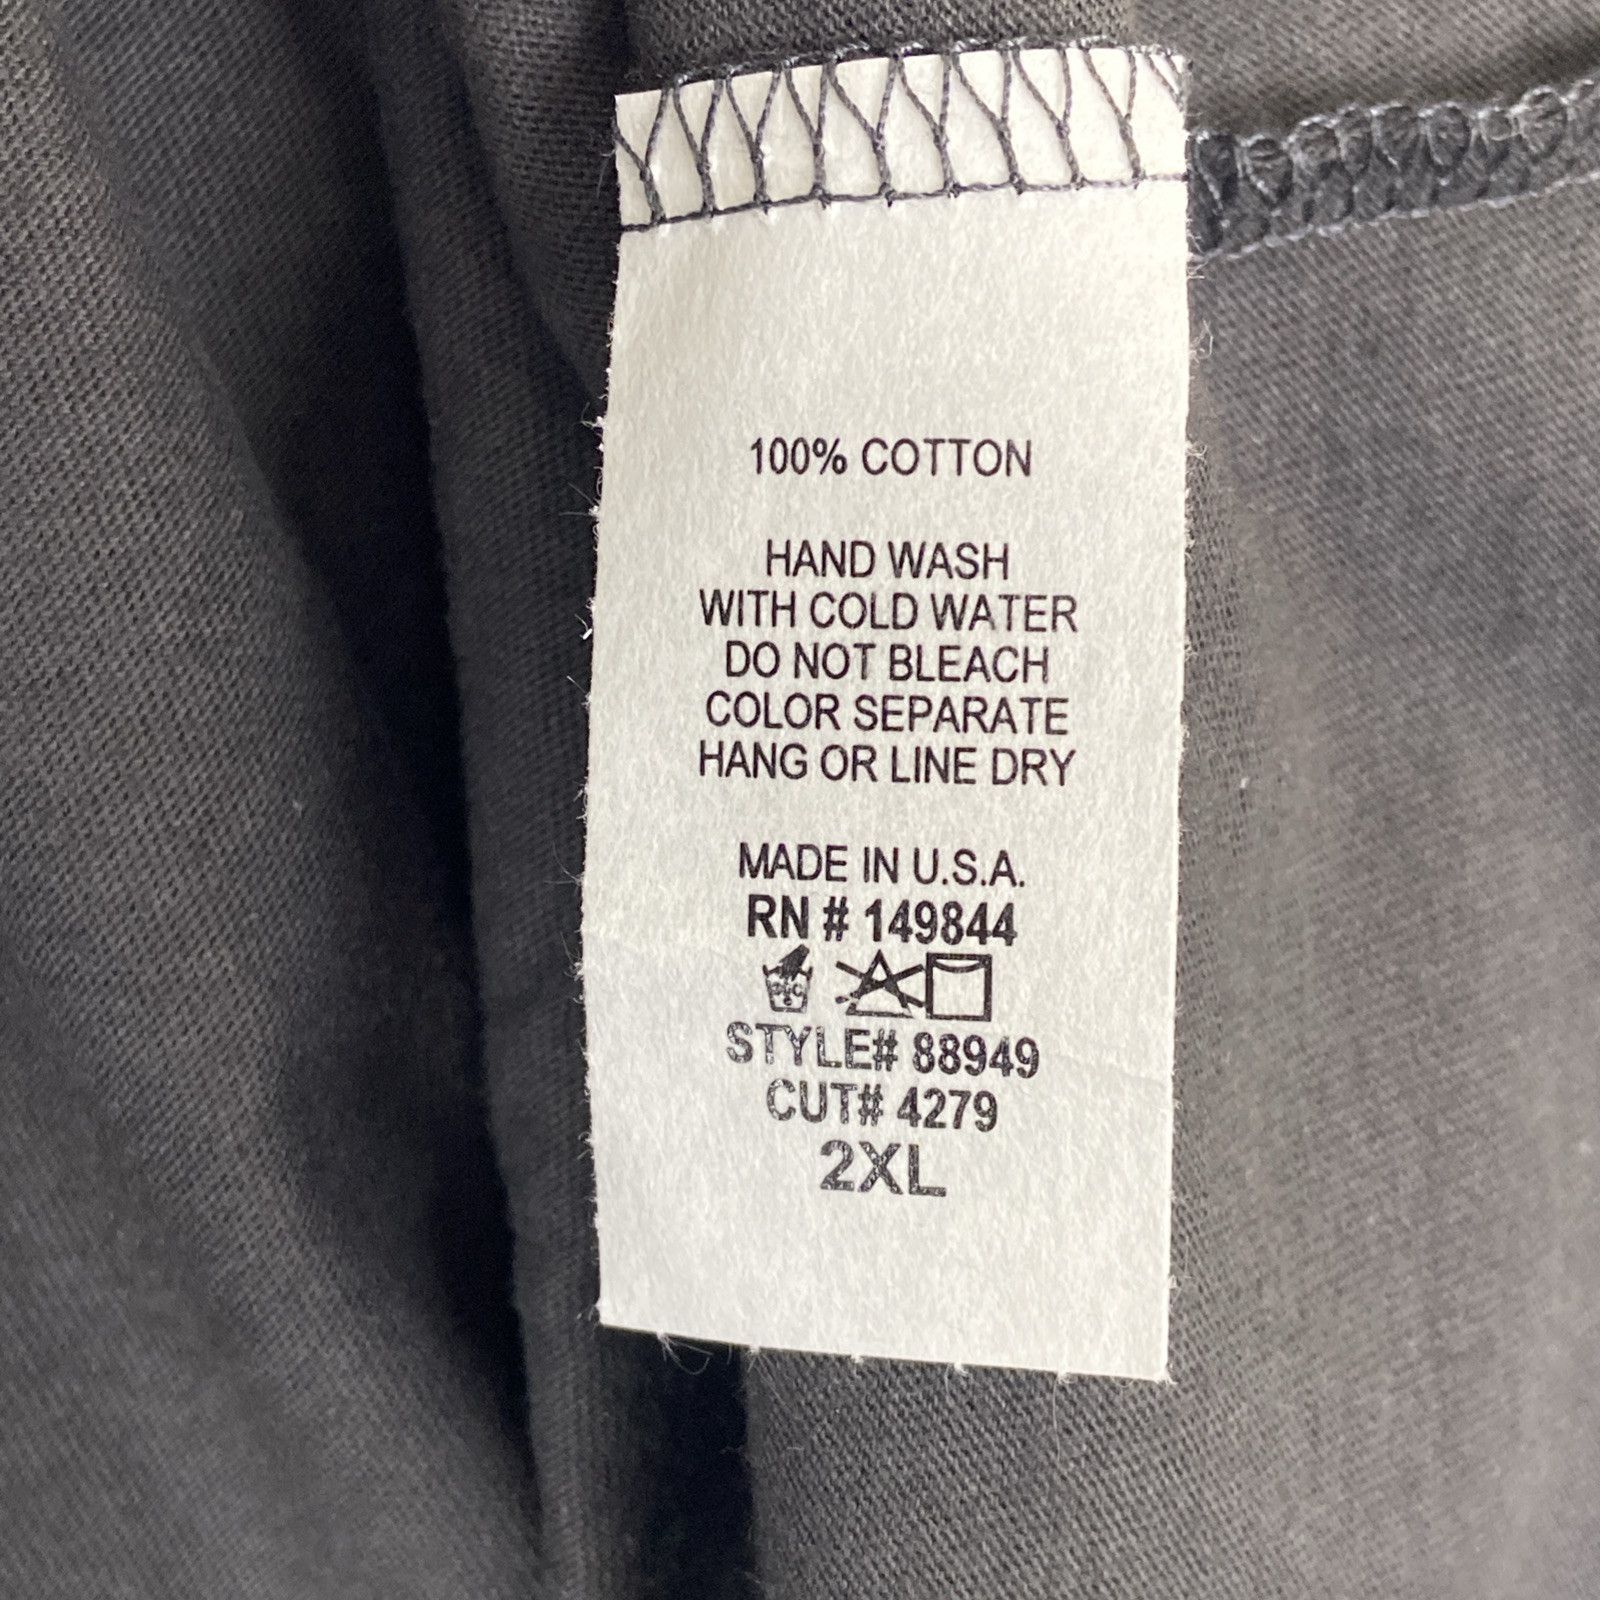 100% COTTON
HAND WASH
WITH COLD WATER
DO NOT BLEACH
COLOR SEPARATE
HANG OR LINE DRY
MADE IN U.S.A.
RN # 149844
STYLE# 88949
CUT# 4279
2XL